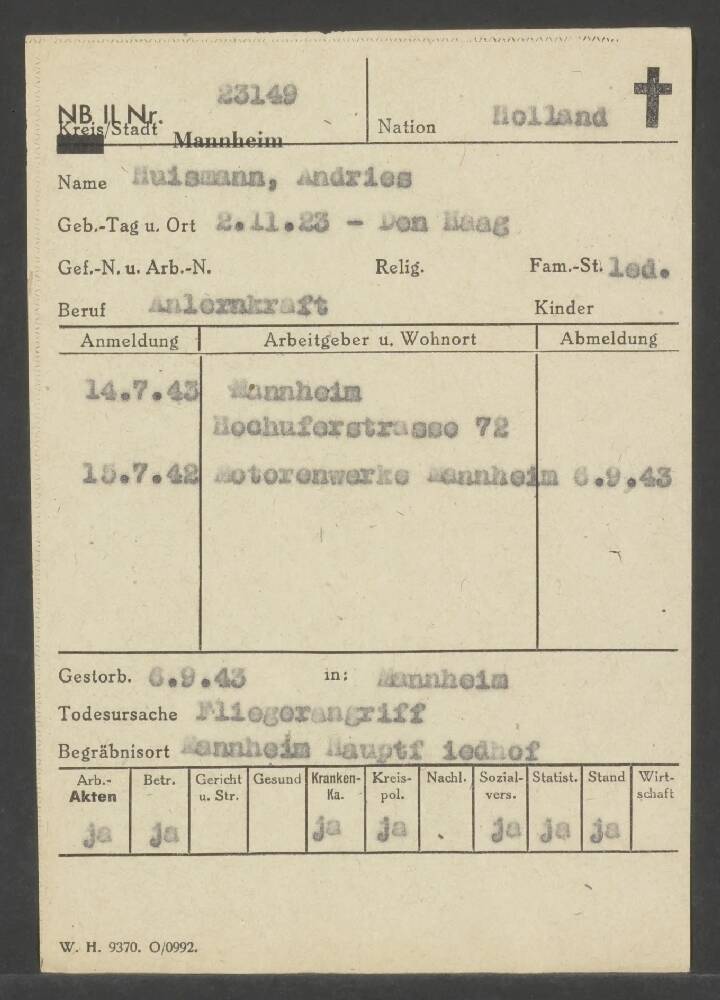 23149
NB II Nr.
Kreis/Stadt Mannheim
Nation Holland
Name Huismann, Andries
Geb.-Tag u. Ort 2.11.23 - Den Haag
Gef.-N. u. Arb.-N. Relig. Fam.-St. led.
Beruf Anlernkraft Kinder
Anmeldung Arbeitgeber u. Wohnort Abmeldung
14.7.43 Mannheim
Hochuferstrasse 72
15.7.42 Motorenwerke Mannheim 6.9,43
Gestorb. 6.9.43 in: Mannheim
Todesursache Fliegerangriff
Begräbnisort Mannheim Hauptf iedhof
Arb.- Betr. Gericht Gesund Kranken- Kreis- Nachl. Sozial- Statist. Stand Wirt-
Akten u. Str. Ka. pol. vers. schaft
ja ja ja ja ja ja ja
W. H. 9370. O/0992.